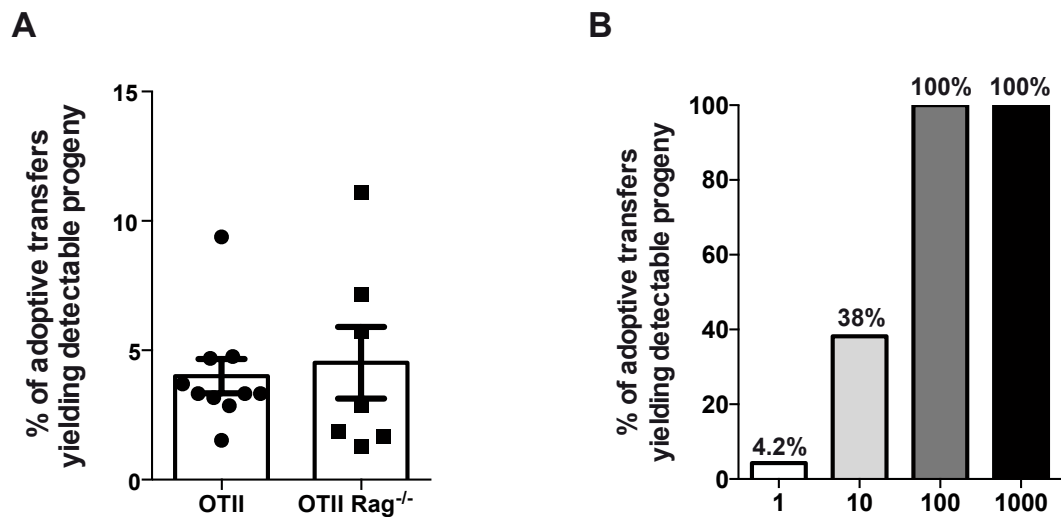 A
% of adoptive transfers
yielding detectable progeny
15
10
5
0
OTII
OTII Rag-/-
B
% of adoptive transfers
yielding detectable progeny
100
80
60
40
20
0
4.2%
38%
100%
100%
1
10
100
1000